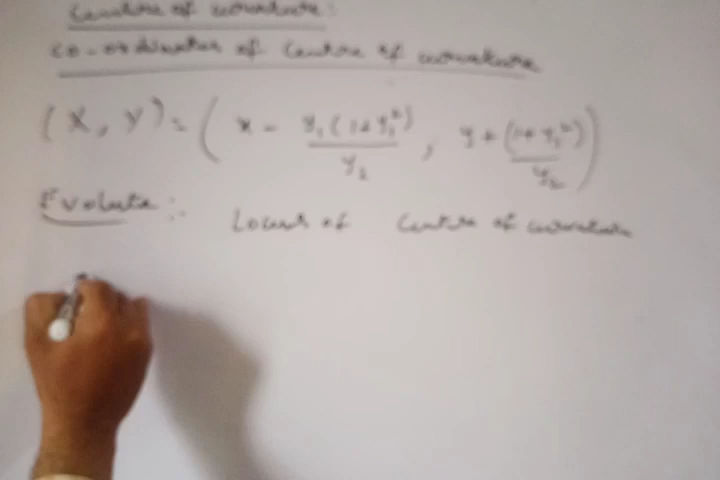 Centre of curvature:
co-ordinates of Centre of curvature
(X, Y) = ( x - y₁(1+y₁²)/y₂ , y + (1+y₁²)/y₂ )
Evolute :- Locus of Centre of curvature